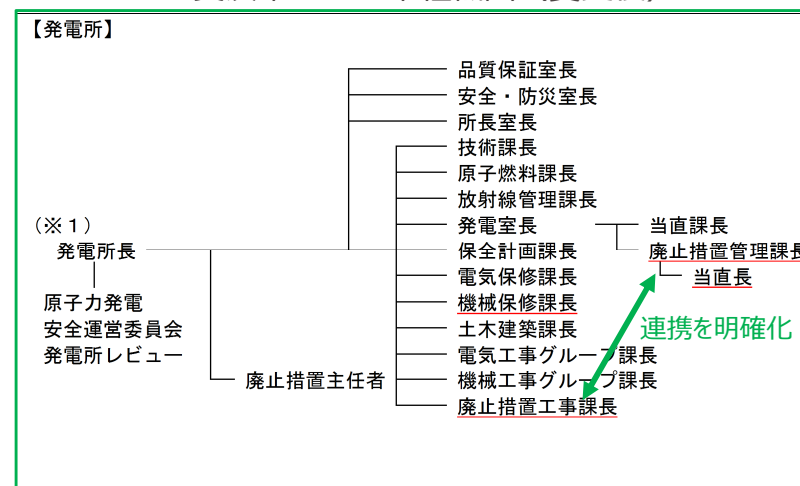 【発電所】
品質保証室長
安全・防災室長
所長室長
技術課長
原子燃料課長
放射線管理課長
(※１)
発電室長
当直課長
発電所長
保全計画課長
廃止措置管理課長
電気保修課長
当直長
原子力発電
安全運営委員会
発電所レビュー
機械保修課長
土木建築課長
連携を明確化
電気工事グループ課長
廃止措置主任者
機械工事グループ課長
廃止措置工事課長